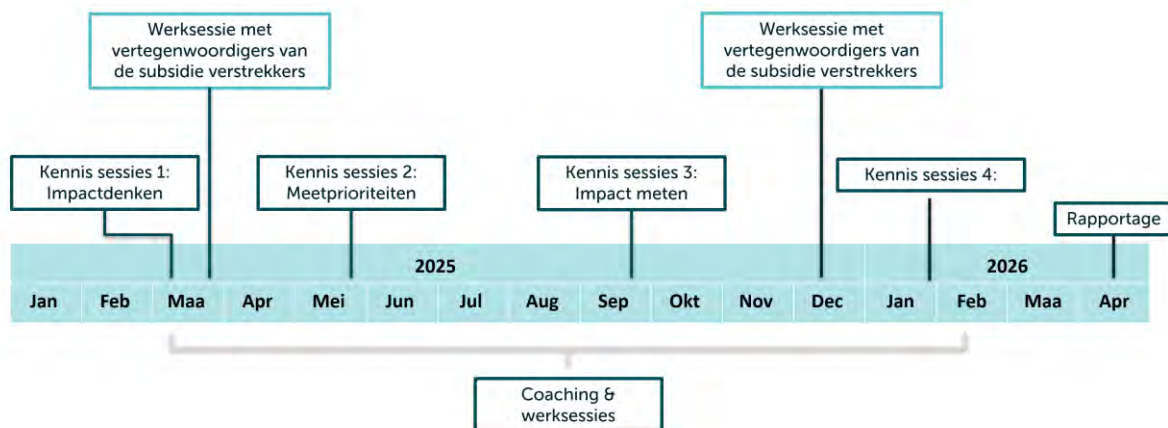 Werksessie met
vertegenwoordigers van
de subsidie verstrekkers
Werksessie met
vertegenwoordigers van
de subsidie verstrekkers
Kennis sessies 1:
Impactdenken
Kennis sessies 2:
Meetprioriteiten
Kennis sessies 3:
Impact meten
Kennis sessies 4:
Rapportage
2025 2026
Jan Feb Maa Apr Mei Jun Jul Aug Sep Okt Nov Dec Jan Feb Maa Apr
Coaching &
werksessies